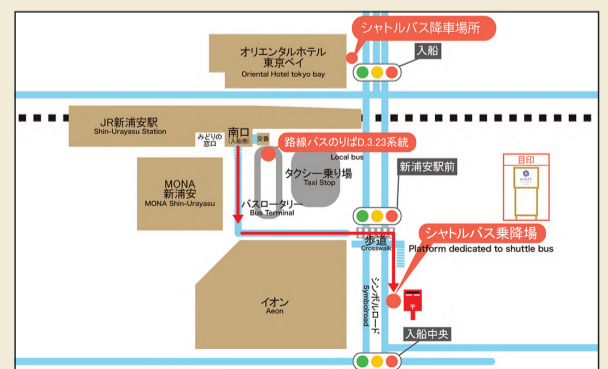 シャトルバス降車場所
オリエンタルホテル
東京ベイ
Oriental Hotel tokyo bay
入船
JR新浦安駅
Shin-Urayasu Station
みどりの
窓口
南口
(入船側)
交番
路線バスのりばD.3.23系統
Local bus
タクシー乗り場
Taxi Stop
新浦安駅前
目印
MONA
新浦安
MONA Shin-Urayasu
バスロータリー
Bus Terminal
シャトルバス乗降場
Platform dedicated to shuttle bus
歩道
Crosswalk
イオン
Aeon
シンボルロード
Symbolroad
入船中央